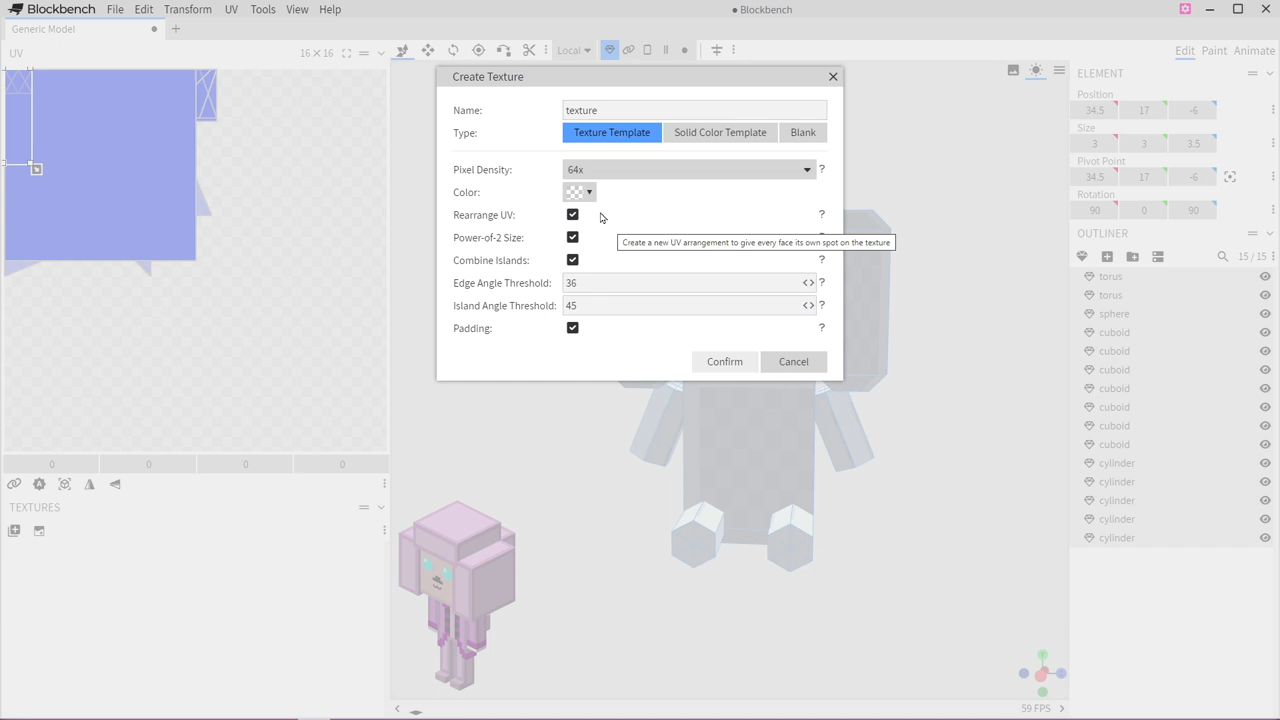 Blockbench File Edit Transform UV Tools View Help
Blockbench
Generic Model
UV 16 × 16
Local
Edit Paint Animate
Create Texture
Name: texture
Type: Texture Template Solid Color Template Blank
Pixel Density: 64x ?
Color:
Rearrange UV: ?
Power-of-2 Size:
Create a new UV arrangement to give every face its own spot on the texture
Combine Islands: ?
Edge Angle Threshold: 36 ?
Island Angle Threshold: 45 ?
Padding: ?
Confirm Cancel
ELEMENT
Position
34.5 17 -6
Size
3 3 3.5
Pivot Point
34.5 17 -6
Rotation
90 0 90
OUTLINER
15 / 15
torus
torus
sphere
cuboid
cuboid
cuboid
cuboid
cuboid
cuboid
cuboid
cylinder
cylinder
cylinder
cylinder
cylinder
0 0 0 0
TEXTURES
59 FPS